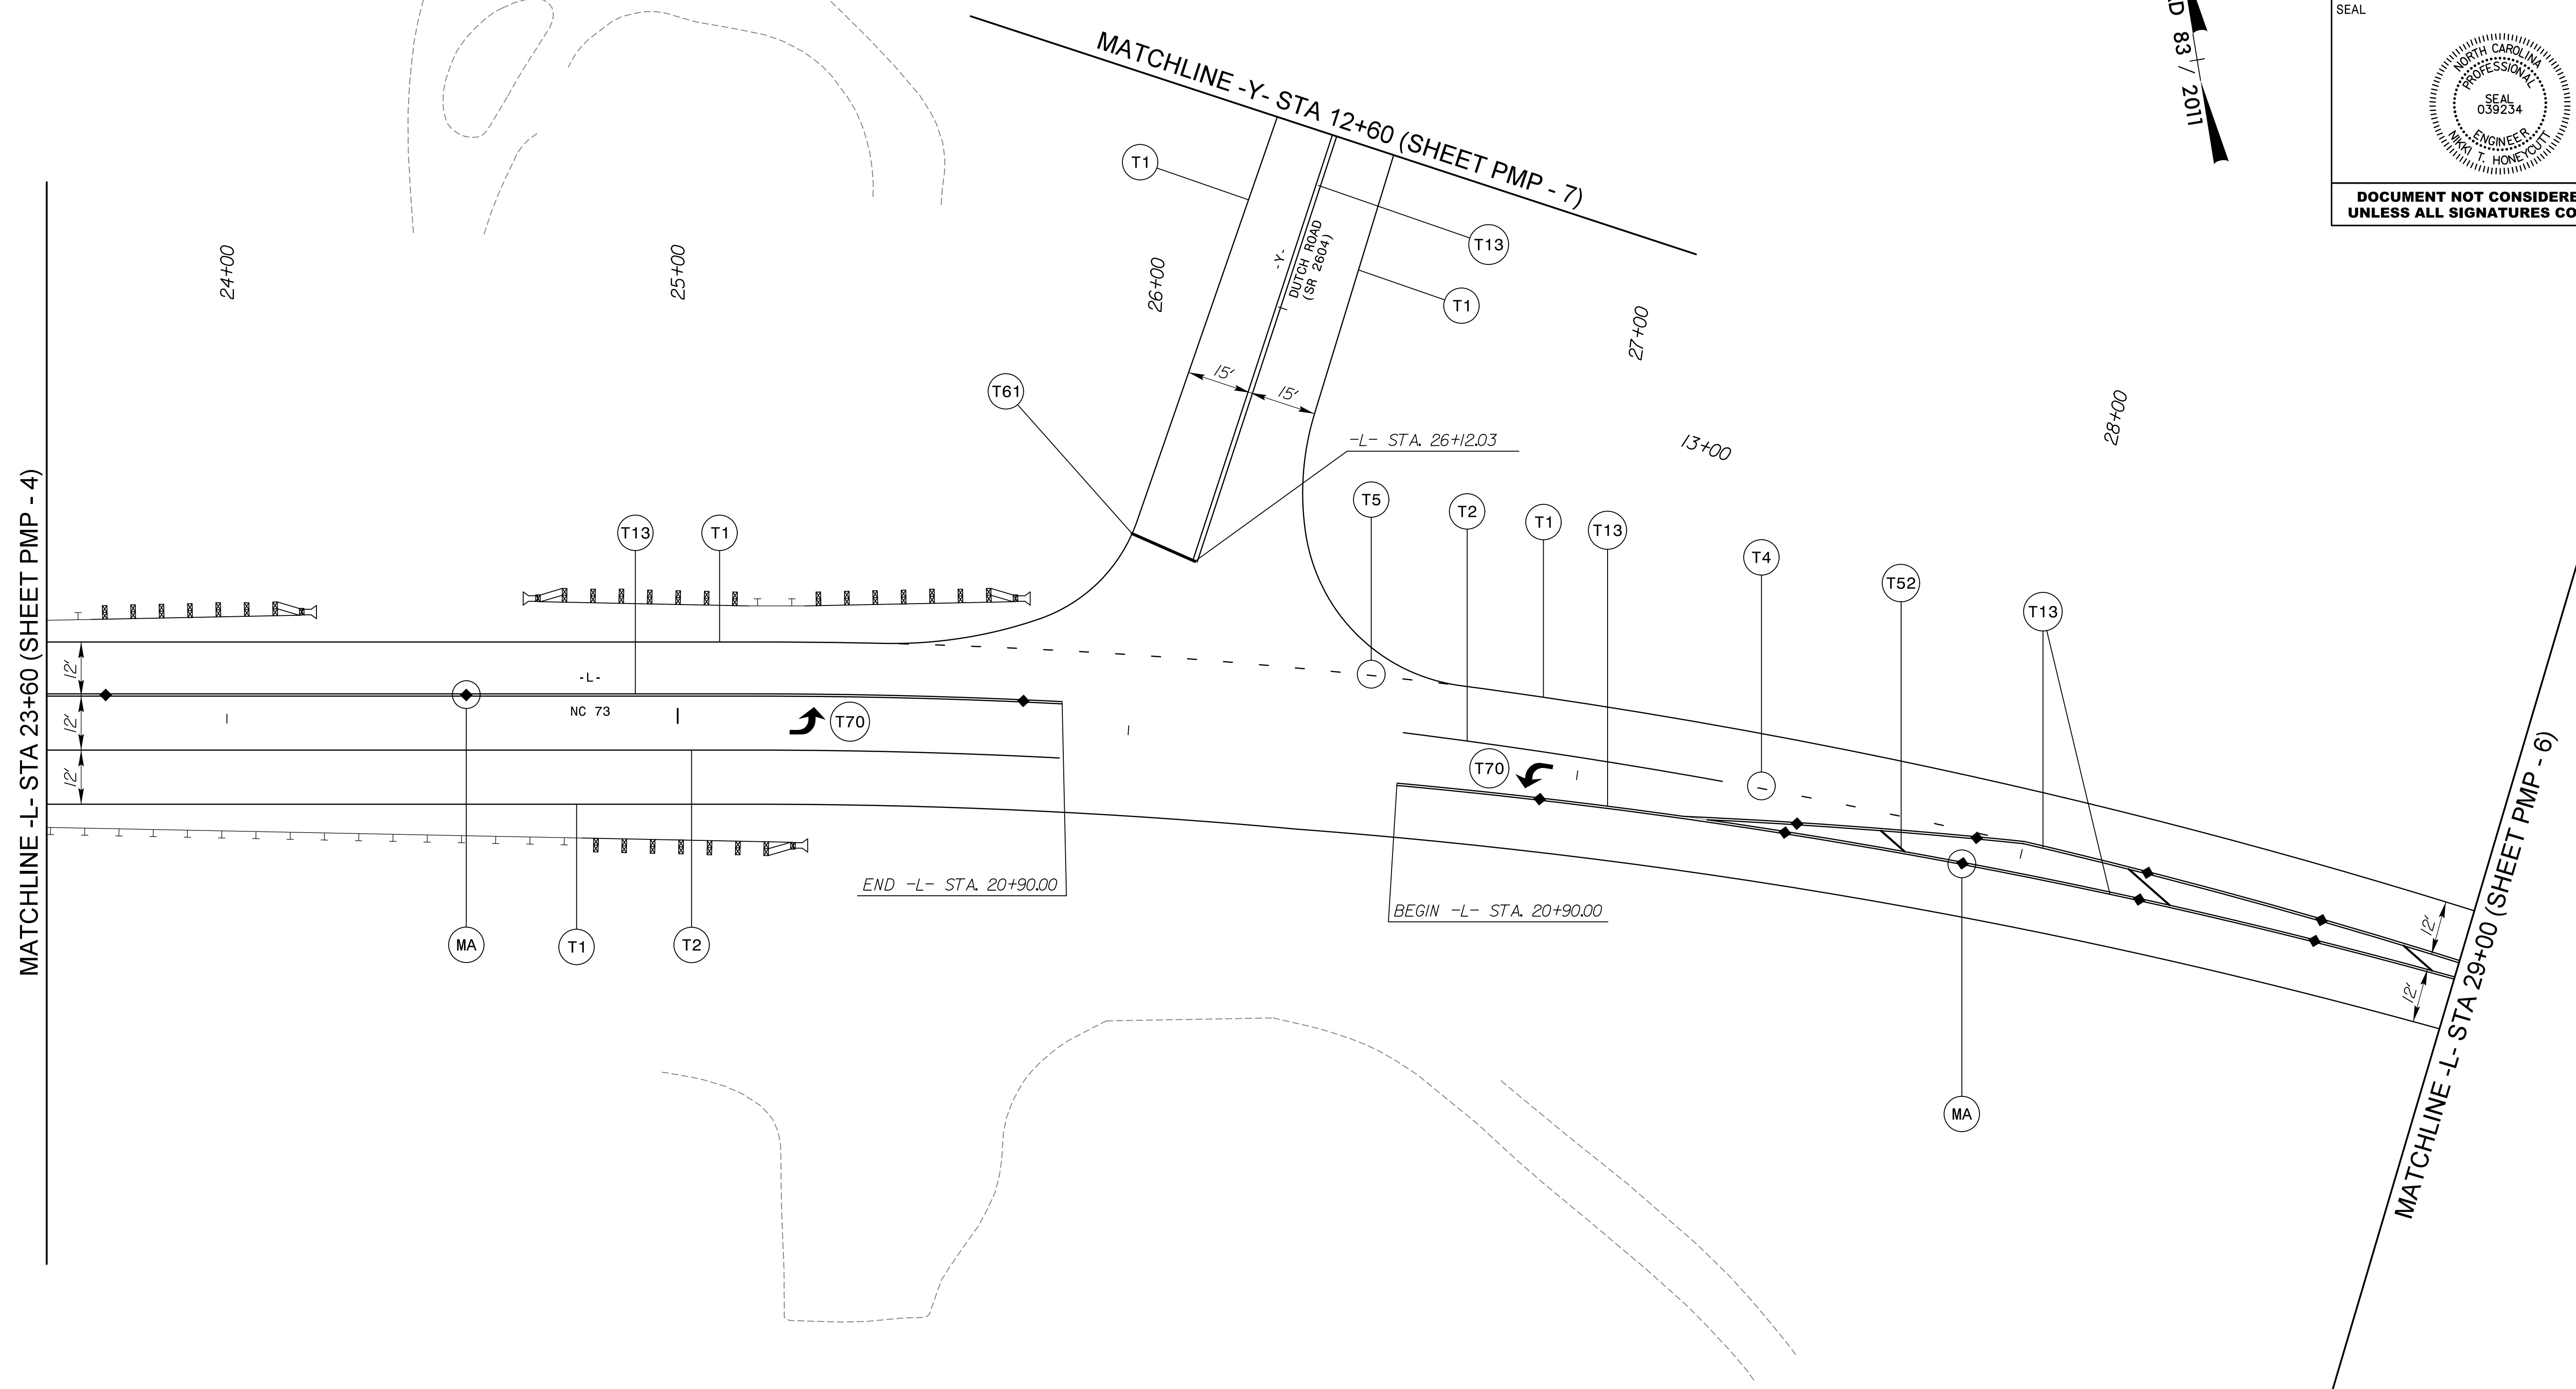 MATCHLINE -Y- STA 12+60 (SHEET PMP - 7)
83 / 2011
SEAL
NORTH CAROLINA
PROFESSIONAL
SEAL
039234
ENGINEER
NIKKI T. HONEYCUTT
DOCUMENT NOT CONSIDERE
UNLESS ALL SIGNATURES CO
T1
T13
-Y-
DUTCH ROAD
(SR 2604)
T1
24+00
25+00
26+00
27+00
28+00
13+00
15'
15'
T61
-L- STA. 26+12.03
MATCHLINE -L- STA 23+60 (SHEET PMP - 4)
T13
T1
T5
T2
T1
T13
T4
T52
T13
12'
12'
12'
-L-
NC 73
T70
T70
END -L- STA. 20+90.00
BEGIN -L- STA. 20+90.00
MA
T1
T2
MA
12'
12'
MATCHLINE -L- STA 29+00 (SHEET PMP - 6)